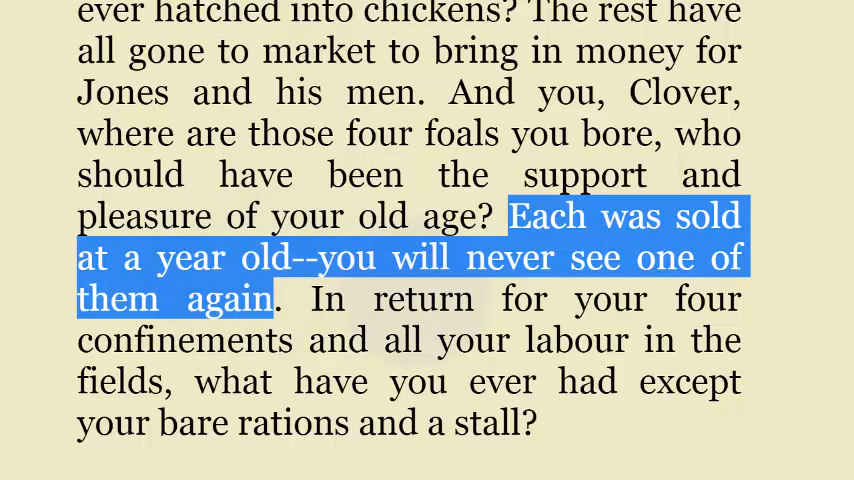 ever hatched into chickens? The rest have
all gone to market to bring in money for
Jones and his men. And you, Clover,
where are those four foals you bore, who
should have been the support and
pleasure of your old age? Each was sold
at a year old--you will never see one of
them again. In return for your four
confinements and all your labour in the
fields, what have you ever had except
your bare rations and a stall?